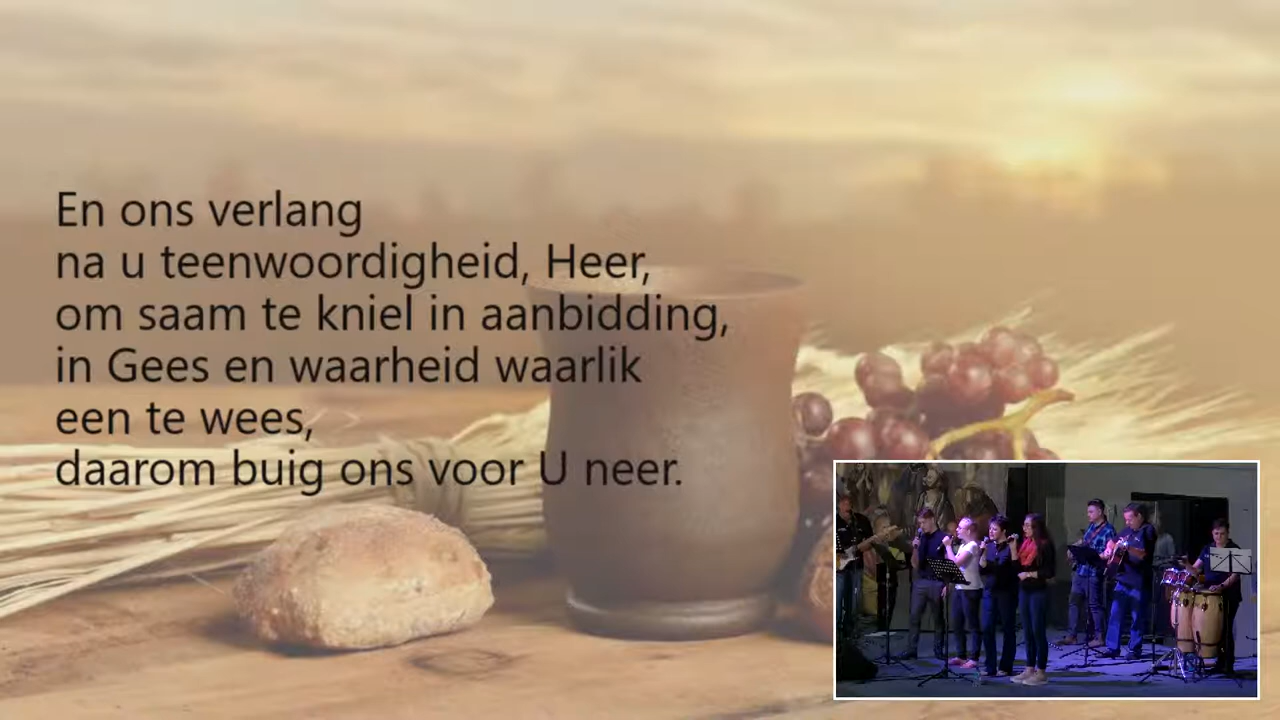 En ons verlang
na u teenwoordigheid, Heer,
om saam te kniel in aanbidding,
in Gees en waarheid waarlik
een te wees,
daarom buig ons voor U neer.